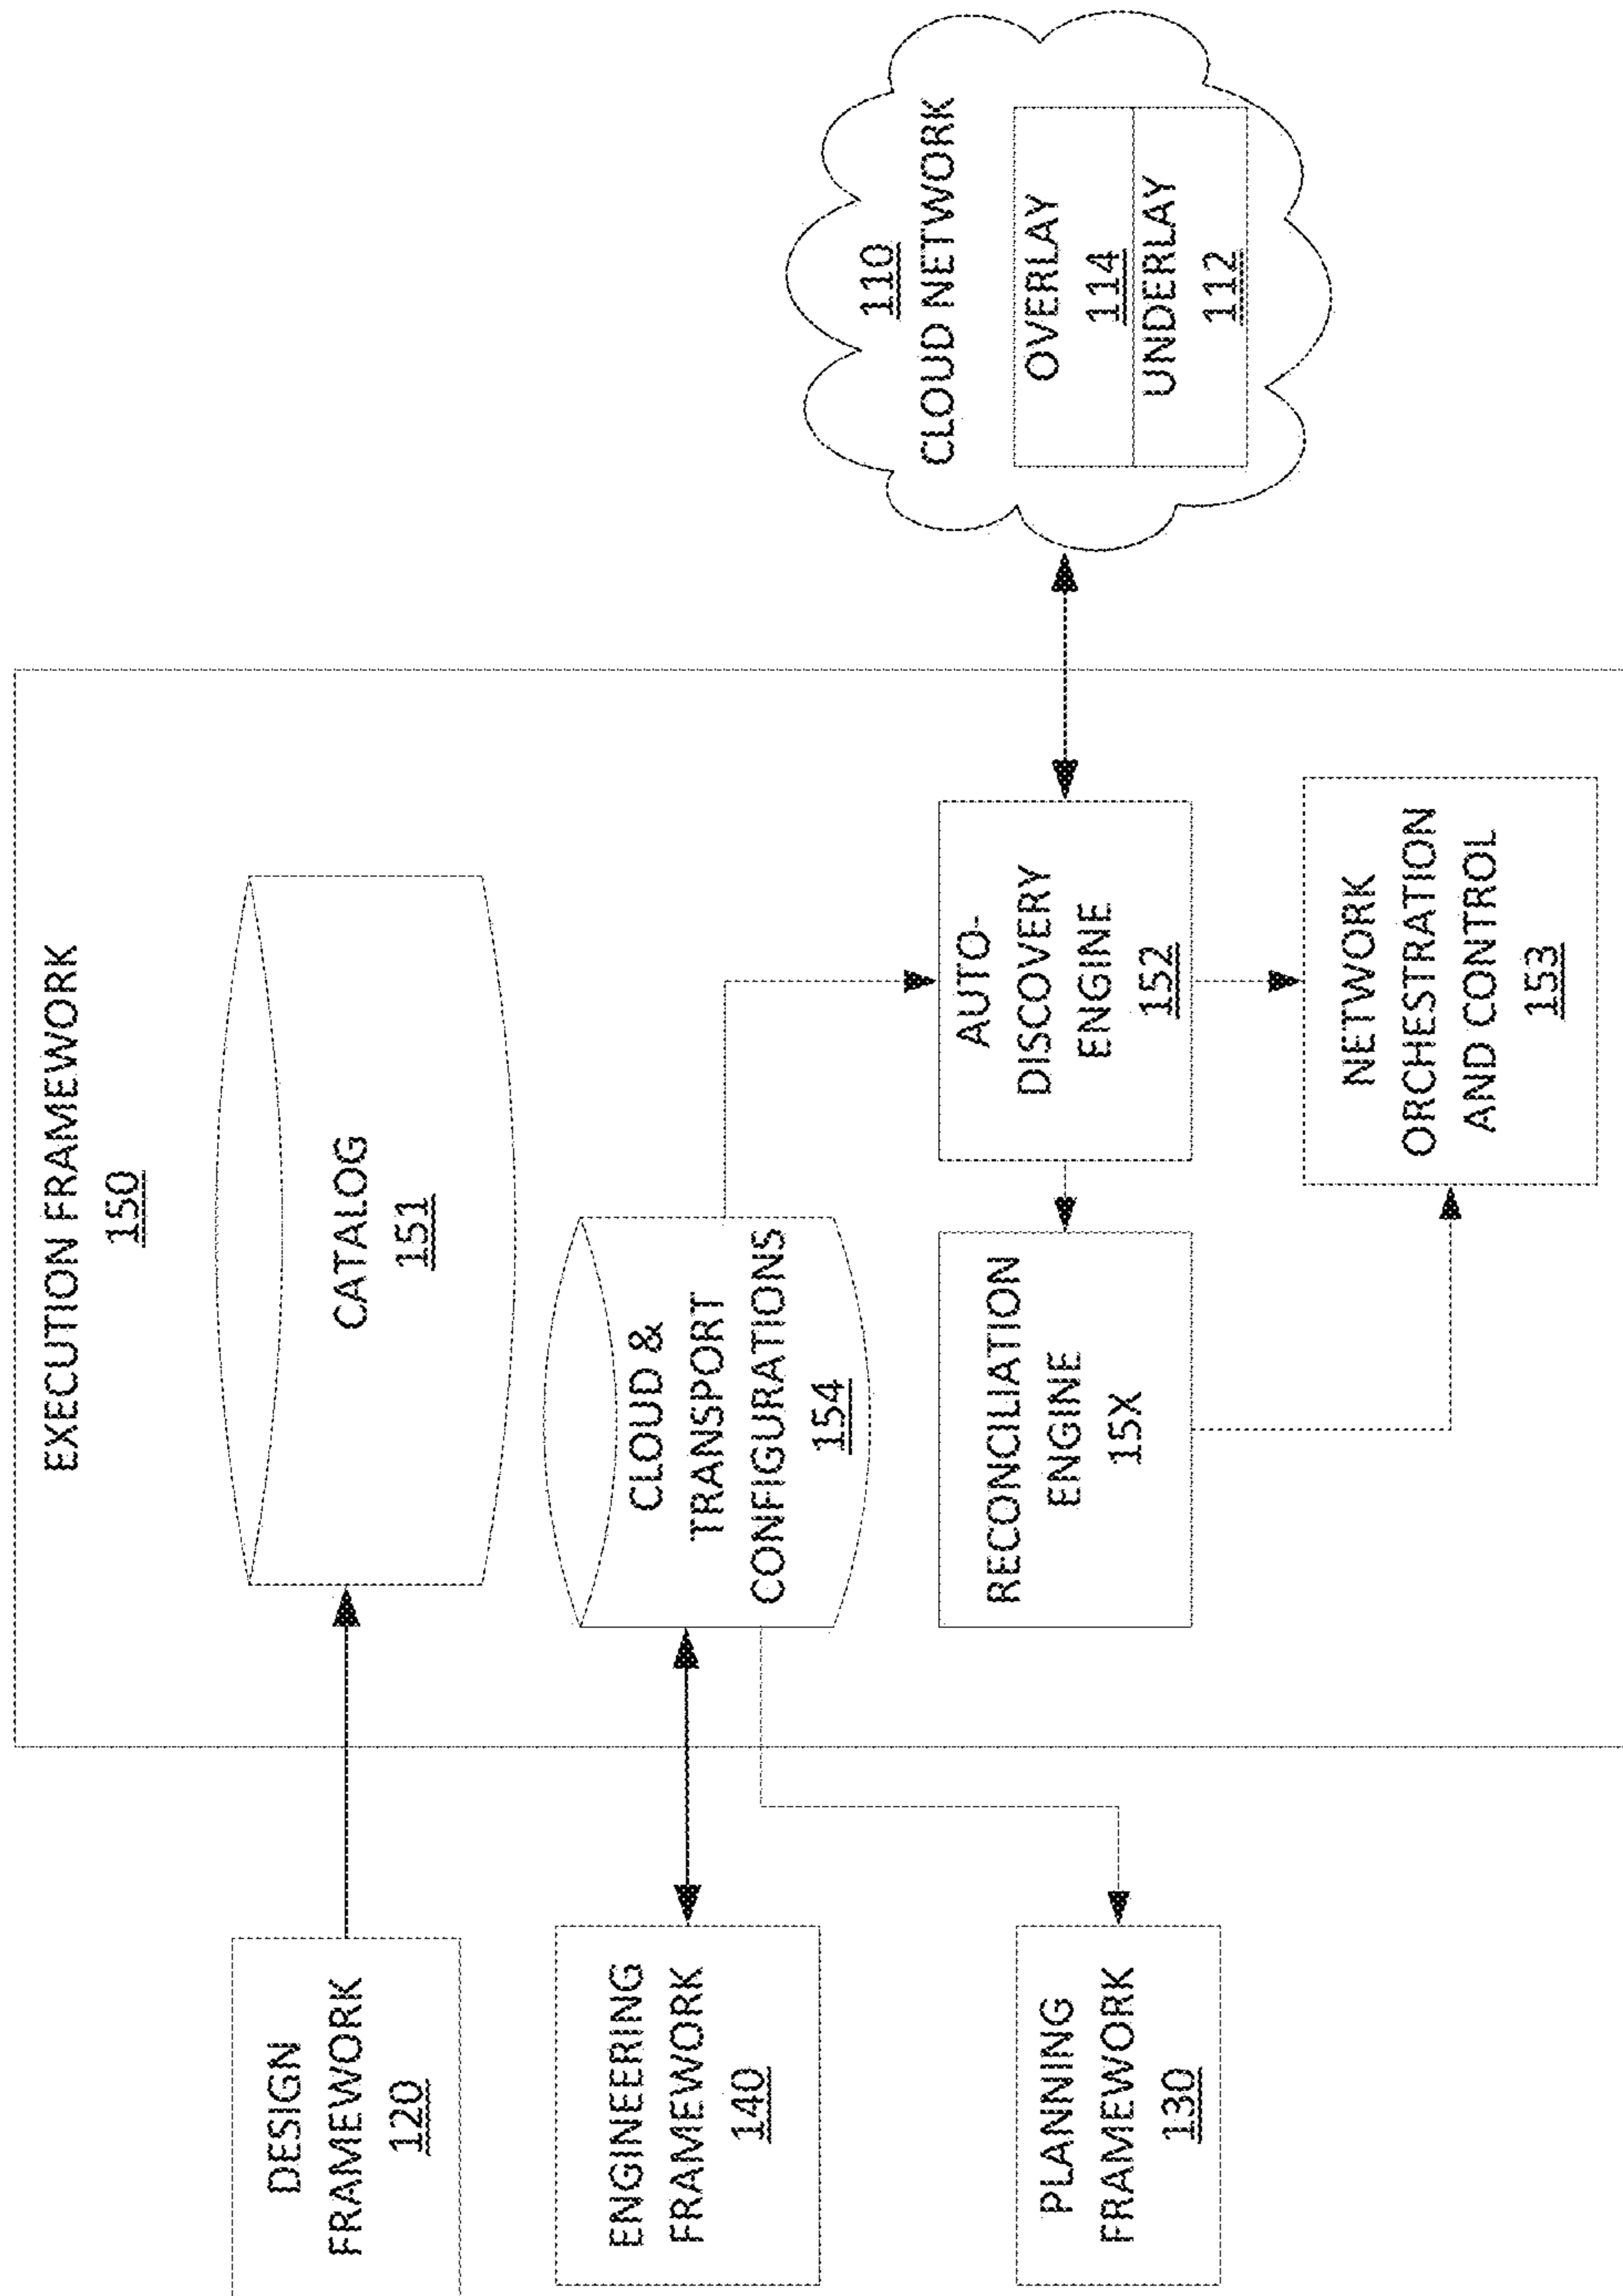 EXECUTION FRAMEWORK
150
DESIGN
FRAMEWORK
120
CATALOG
151
ENGINEERING
FRAMEWORK
140
CLOUD &
TRANSPORT
CONFIGURATIONS
154
110
CLOUD NETWORK
OVERLAY
114
UNDERLAY
112
PLANNING
FRAMEWORK
130
RECONCILIATION
ENGINE
15X
AUTO-
DISCOVERY
ENGINE
152
NETWORK
ORCHESTRATION
AND CONTROL
153